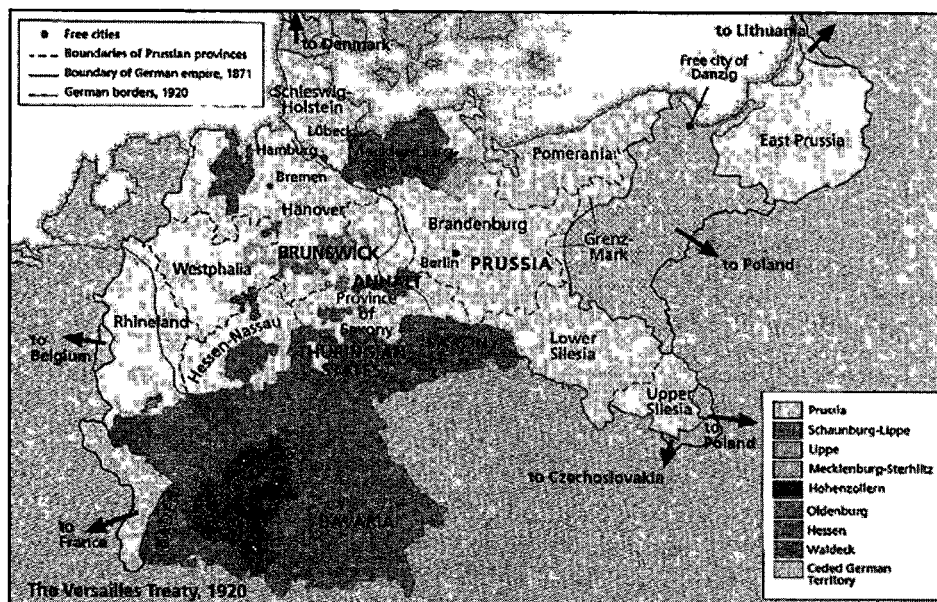 Free cities
Boundaries of Prussian provinces
Boundary of German empire, 1871
German borders, 1920
to Denmark
to Lithuania
Free city of
Danzig
Schleswig-
Holstein
Lübeck
Hamburg
Bremen
Pomerania
East Prussia
Hanover
Brandenburg
Grenz-
Mark
BRUNSWICK
Berlin
PRUSSIA
to Poland
Westphalia
ANHALT
Province
of
Saxony
Rhineland
Hessen-Nassau
to
Belgium
THURINGIAN
STATES
Lower
Silesia
Upper
Silesia
to
Poland
to Czechoslovakia
to
France
BAVARIA
Prussia
Schaunburg-Lippe
Lippe
Mecklenburg-Sterhlitz
Hohenzollern
Oldenburg
Hessen
Waldeck
Ceded German
Territory
The Versailles Treaty, 1920